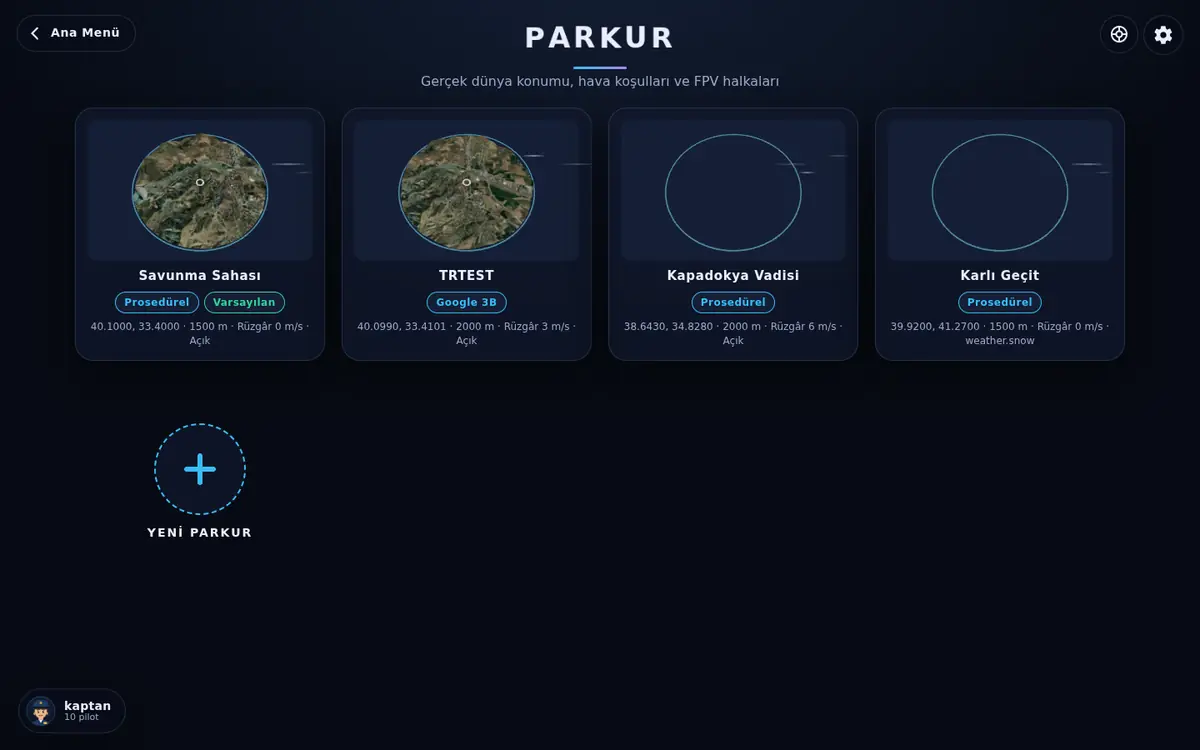 Ana Menü
PARKUR
Gerçek dünya konumu, hava koşulları ve FPV halkaları
Savunma Sahası
Prosedürel
Varsayılan
40.1000, 33.4000 · 1500 m · Rüzgâr 0 m/s ·
Açık
TRTEST
Google 3B
40.0990, 33.4101 · 2000 m · Rüzgâr 3 m/s ·
Açık
Kapadokya Vadisi
Prosedürel
38.6430, 34.8280 · 2000 m · Rüzgâr 6 m/s ·
Açık
Karlı Geçit
Prosedürel
39.9200, 41.2700 · 1500 m · Rüzgâr 0 m/s ·
weather.snow
YENİ PARKUR
kaptan
10 pilot